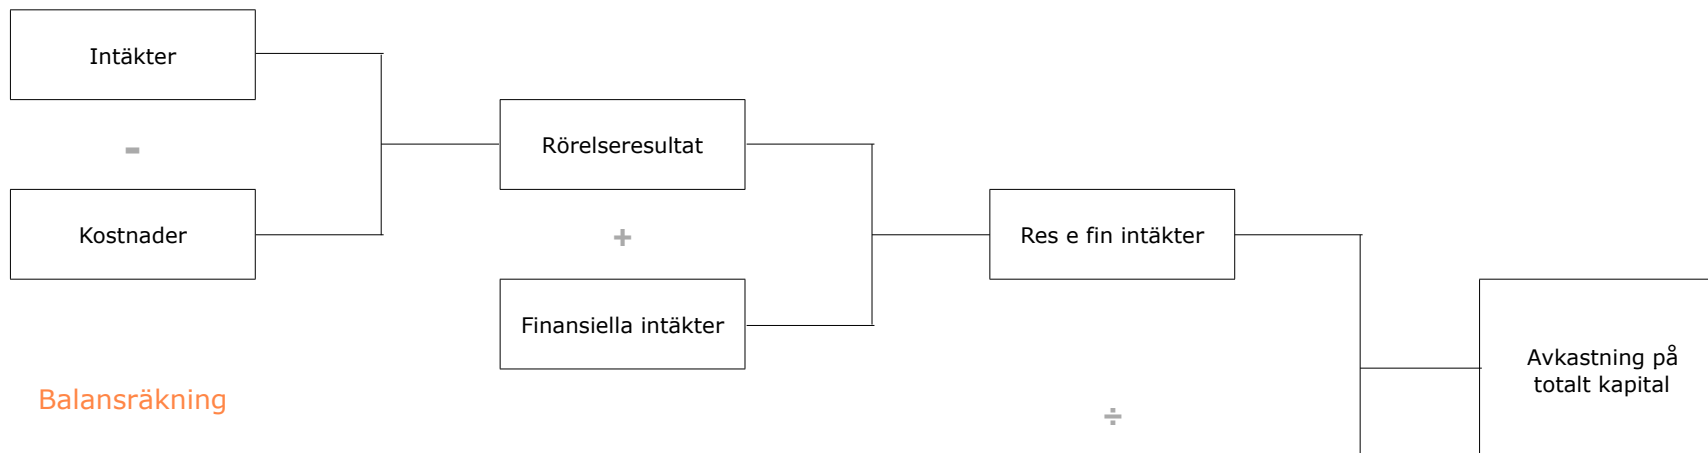 Intäkter
-
Kostnader
Rörelseresultat
+
Finansiella intäkter
Res e fin intäkter
÷
Avkastning på
totalt kapital
Balansräkning